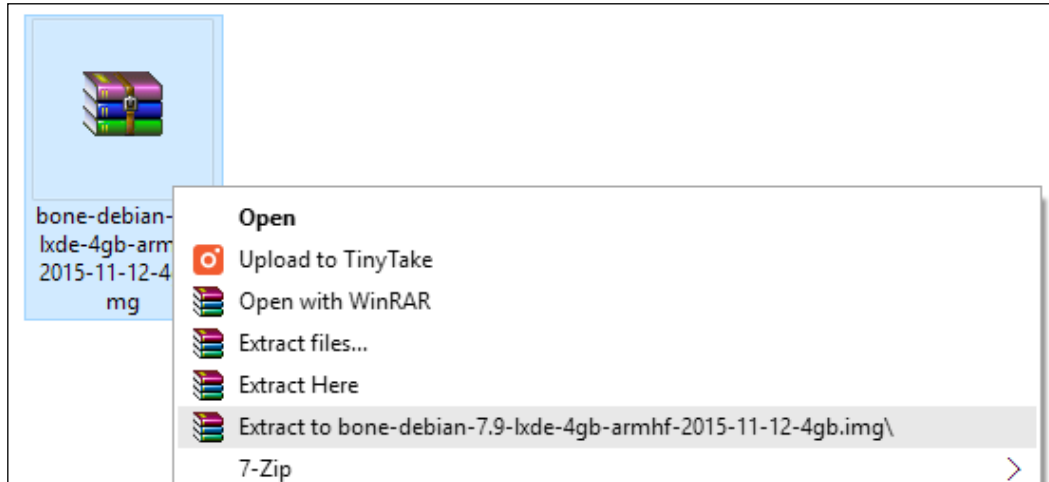 bone-debian-
lxde-4gb-arm
2015-11-12-4
mg
Open
Upload to TinyTake
Open with WinRAR
Extract files...
Extract Here
Extract to bone-debian-7.9-lxde-4gb-armhf-2015-11-12-4gb.img\
7-Zip